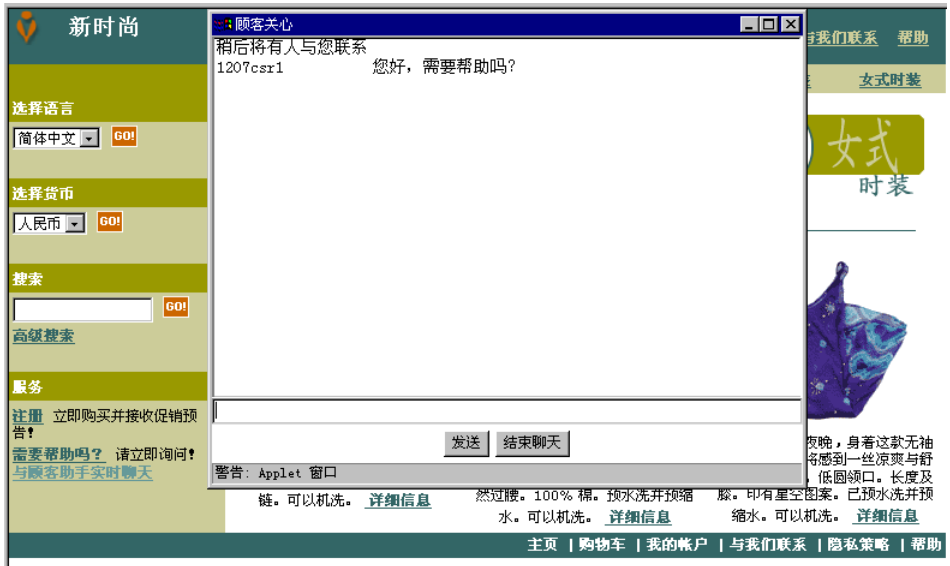 新时尚
与我们联系 帮助
女式时装
选择语言
简体中文 GO!
选择货币
人民币 GO!
搜索
GO!
高级搜索
服务
注册 立即购买并接收促销预
告!
需要帮助吗? 请立即询问!
与顾客助手实时聊天
顾客关心
稍后将有人与您联系
1207csr1 您好，需要帮助吗?
发送 结束聊天
警告: Applet 窗口
女式
时装
链。可以机洗。 详细信息
然过腰。100% 棉。预水洗并预缩
水。可以机洗。 详细信息
夜晚，身着这款无袖
将感到一丝凉爽与舒
，低圆领口。长度及
膝。印有星空图案。已预水洗并预
缩水。可以机洗。 详细信息
主页 | 购物车 | 我的帐户 | 与我们联系 | 隐私策略 | 帮助